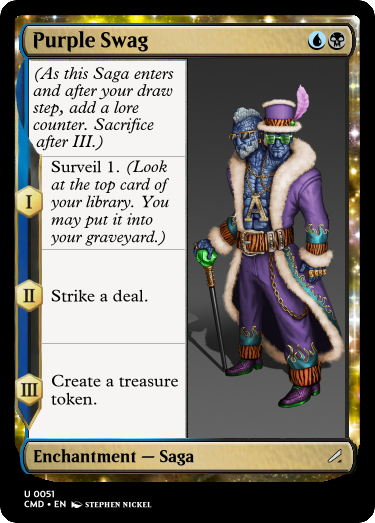 Purple Swag
(As this Saga enters
and after your draw
step, add a lore
counter. Sacrifice
after III.)
I
Surveil 1. (Look
at the top card of
your library. You
may put it into
your graveyard.)
II
Strike a deal.
III
Create a treasure
token.
A
Enchantment — Saga
U 0051
CMD • EN STEPHEN NICKEL